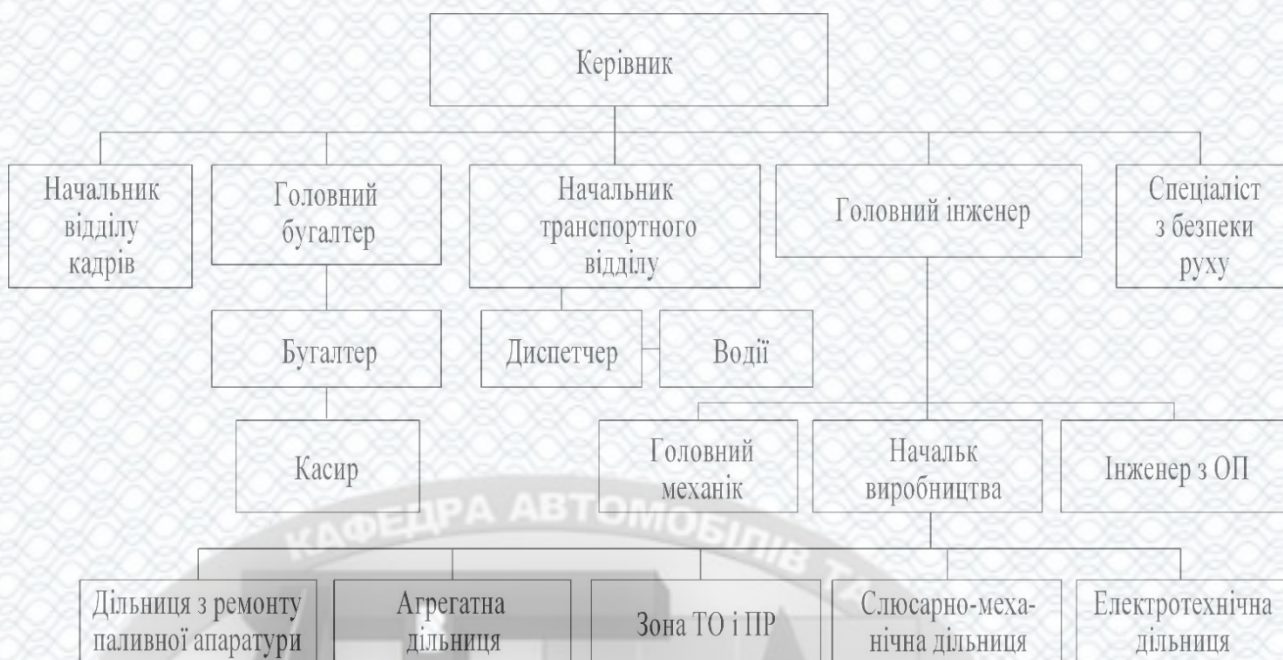 Керівник
Начальник
відділу
кадрів
Головний
бугалтер
Начальник
транспортного
відділу
Головний інженер
Спеціаліст
з безпеки
руху
Бугалтер
Диспетчер
Водії
Касир
Головний
механік
Начальк
виробництва
Інженер з ОП
КАФЕДРА АВТОМОБІЛІВ ТА
Дільниця з ремонту
паливної апаратури
Агрегатна
дільниця
Зона ТО і ПР
Слюсарно-меха-
нічна дільниця
Електротехнічна
дільниця